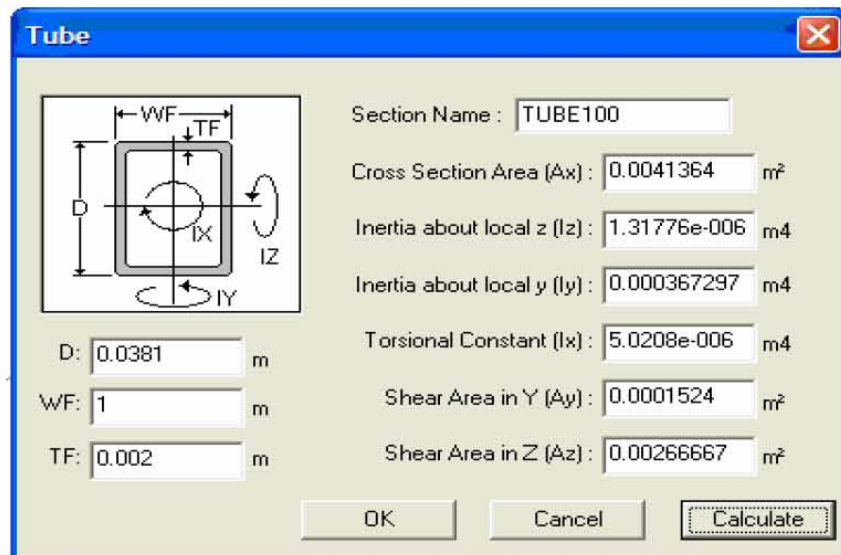 Tube
WF
TF
D
IX
IZ
IY
D: 0.0381 m
WF: 1 m
TF: 0.002 m
Section Name : TUBE100
Cross Section Area (Ax) : 0.0041364 m²
Inertia about local z (Iz) : 1.31776e-006 m4
Inertia about local y (Iy) : 0.000367297 m4
Torsional Constant (Ix) : 5.0208e-006 m4
Shear Area in Y (Ay) : 0.0001524 m²
Shear Area in Z (Az) : 0.00266667 m²
OK Cancel Calculate